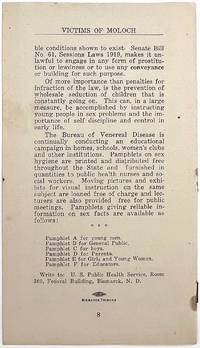 VICTIMS OF MOLOCH
ble conditions shown to exist. Senate Bill
No. 61, Sessions Laws 1919, makes it un-
lawful to engage in any form of prostitu-
tion or lewdness or to use any conveyance
or building for such purpose.
Of more importance than penalties for
infraction of the law, is the prevention of
wholesale seduction of children that is
constantly going on. This can, in a large
measure, be accomplished by instructing
young people in sex problems and the im-
portance of self discipline and control in
early life.
The Bureau of Venereal Disease is
continually conducting an educational
campaign in homes, schools, women's clubs
and other institutions. Pamphlets on sex
hygiene are printed and distributed free
throughout the State and furnished in
quantities to public health nurses and so-
cial workers. Moving pictures and exhib-
its for visual instruction on the same
subject are loaned free of charge and lec-
turers are also provided free for public
meetings. Pamphlets giving reliable infor-
mation on sex facts are available as
follows:
* * *
Pamphlet A for young men.
Pamphlet B for General Public.
Pamphlet C for boys.
Pamphlet D for Parents.
Pamphlet E for Girls and Young Women.
Pamphlet F for Educators.
Write to: U. S. Public Health Service, Room
305, Federal Building, Bismarck, N. D.
BISMARCK TRIBUNE
8